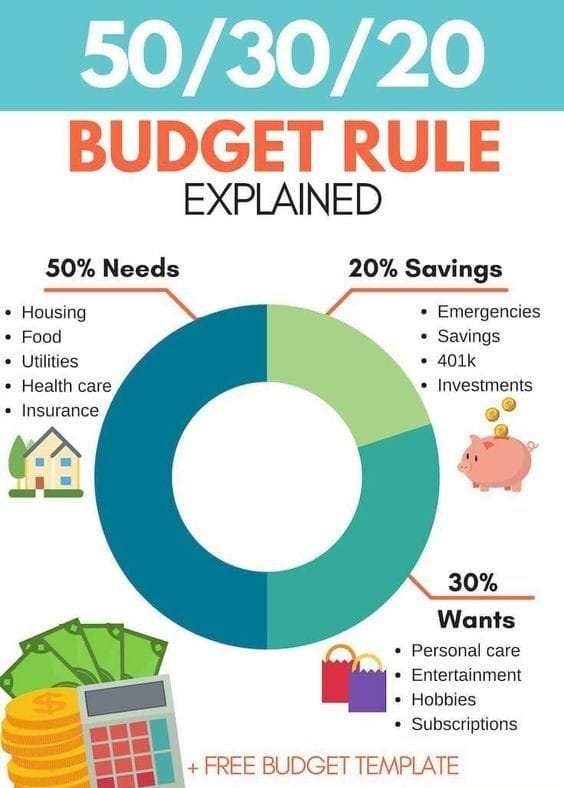 50/30/20
BUDGET RULE
EXPLAINED
50% Needs
• Housing
• Food
• Utilities
• Health care
• Insurance
20% Savings
• Emergencies
• Savings
• 401k
• Investments
30%
Wants
• Personal care
• Entertainment
• Hobbies
• Subscriptions
+ FREE BUDGET TEMPLATE